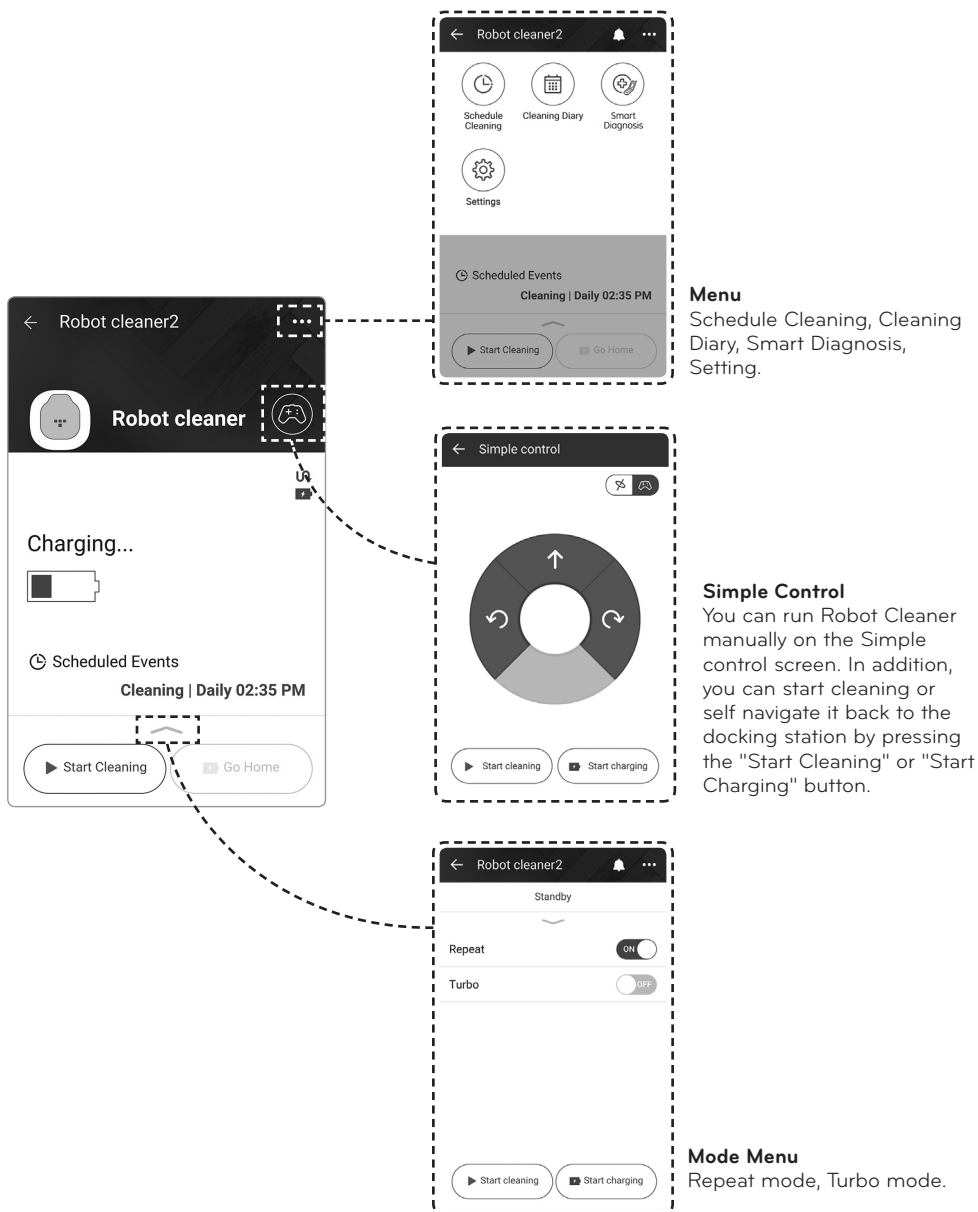 Robot cleaner2
Robot cleaner
Charging...
Scheduled Events
Cleaning | Daily 02:35 PM
Start Cleaning
Go Home
Robot cleaner2
Schedule
Cleaning
Cleaning Diary
Smart
Diagnosis
Settings
Scheduled Events
Cleaning | Daily 02:35 PM
Start Cleaning
Go Home
Menu
Schedule Cleaning, Cleaning
Diary, Smart Diagnosis,
Setting.
Simple control
Start cleaning
Start charging
Simple Control
You can run Robot Cleaner
manually on the Simple
control screen. In addition,
you can start cleaning or
self navigate it back to the
docking station by pressing
the "Start Cleaning" or "Start
Charging" button.
Robot cleaner2
Standby
Repeat
ON
Turbo
OFF
Start cleaning
Start charging
Mode Menu
Repeat mode, Turbo mode.